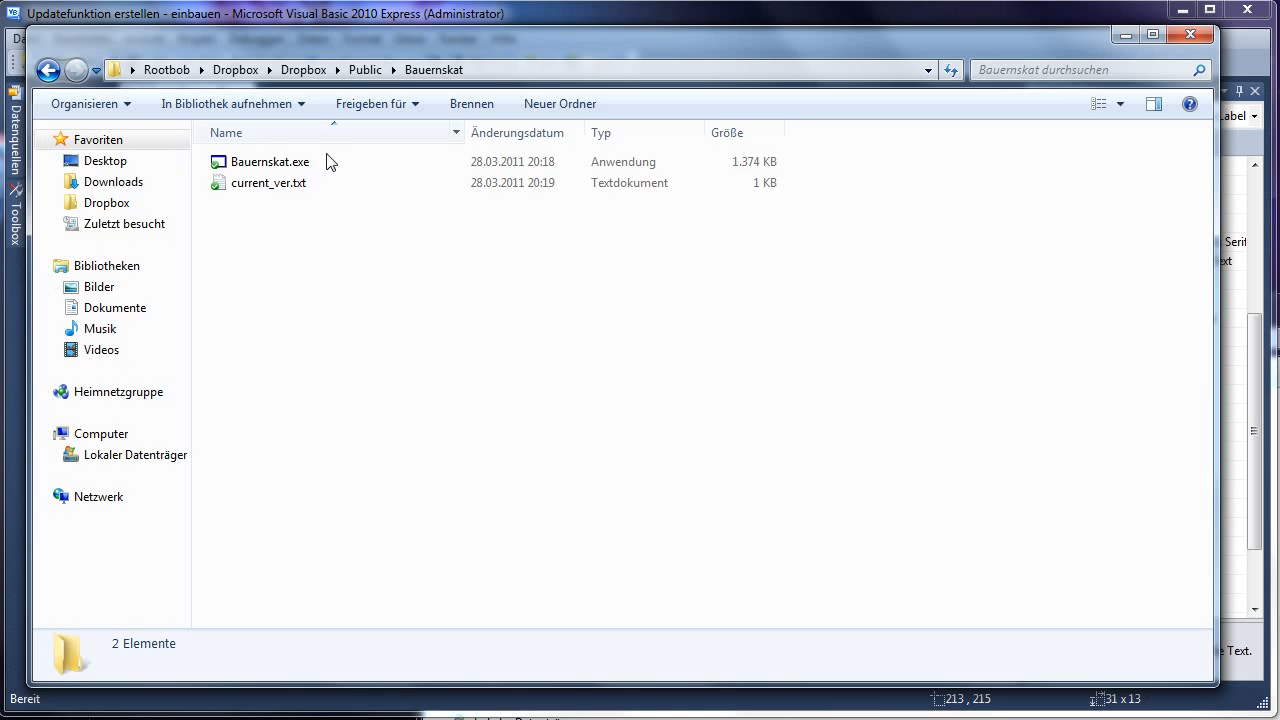 Updatefunktion erstellen - einbauen - Microsoft Visual Basic 2010 Express (Administrator)
Rootbob Dropbox Dropbox Public Bauernskat
Bauernskat durchsuchen
Organisieren In Bibliothek aufnehmen Freigeben für Brennen Neuer Ordner
Datenquellen
Toolbox
Favoriten
Desktop
Downloads
Dropbox
Zuletzt besucht
Bibliotheken
Bilder
Dokumente
Musik
Videos
Heimnetzgruppe
Computer
Lokaler Datenträger
Netzwerk
Name Änderungsdatum Typ Größe
Bauernskat.exe 28.03.2011 20:18 Anwendung 1.374 KB
current_ver.txt 28.03.2011 20:19 Textdokument 1 KB
2 Elemente
Text.
Bereit
213 , 215
31 x 13